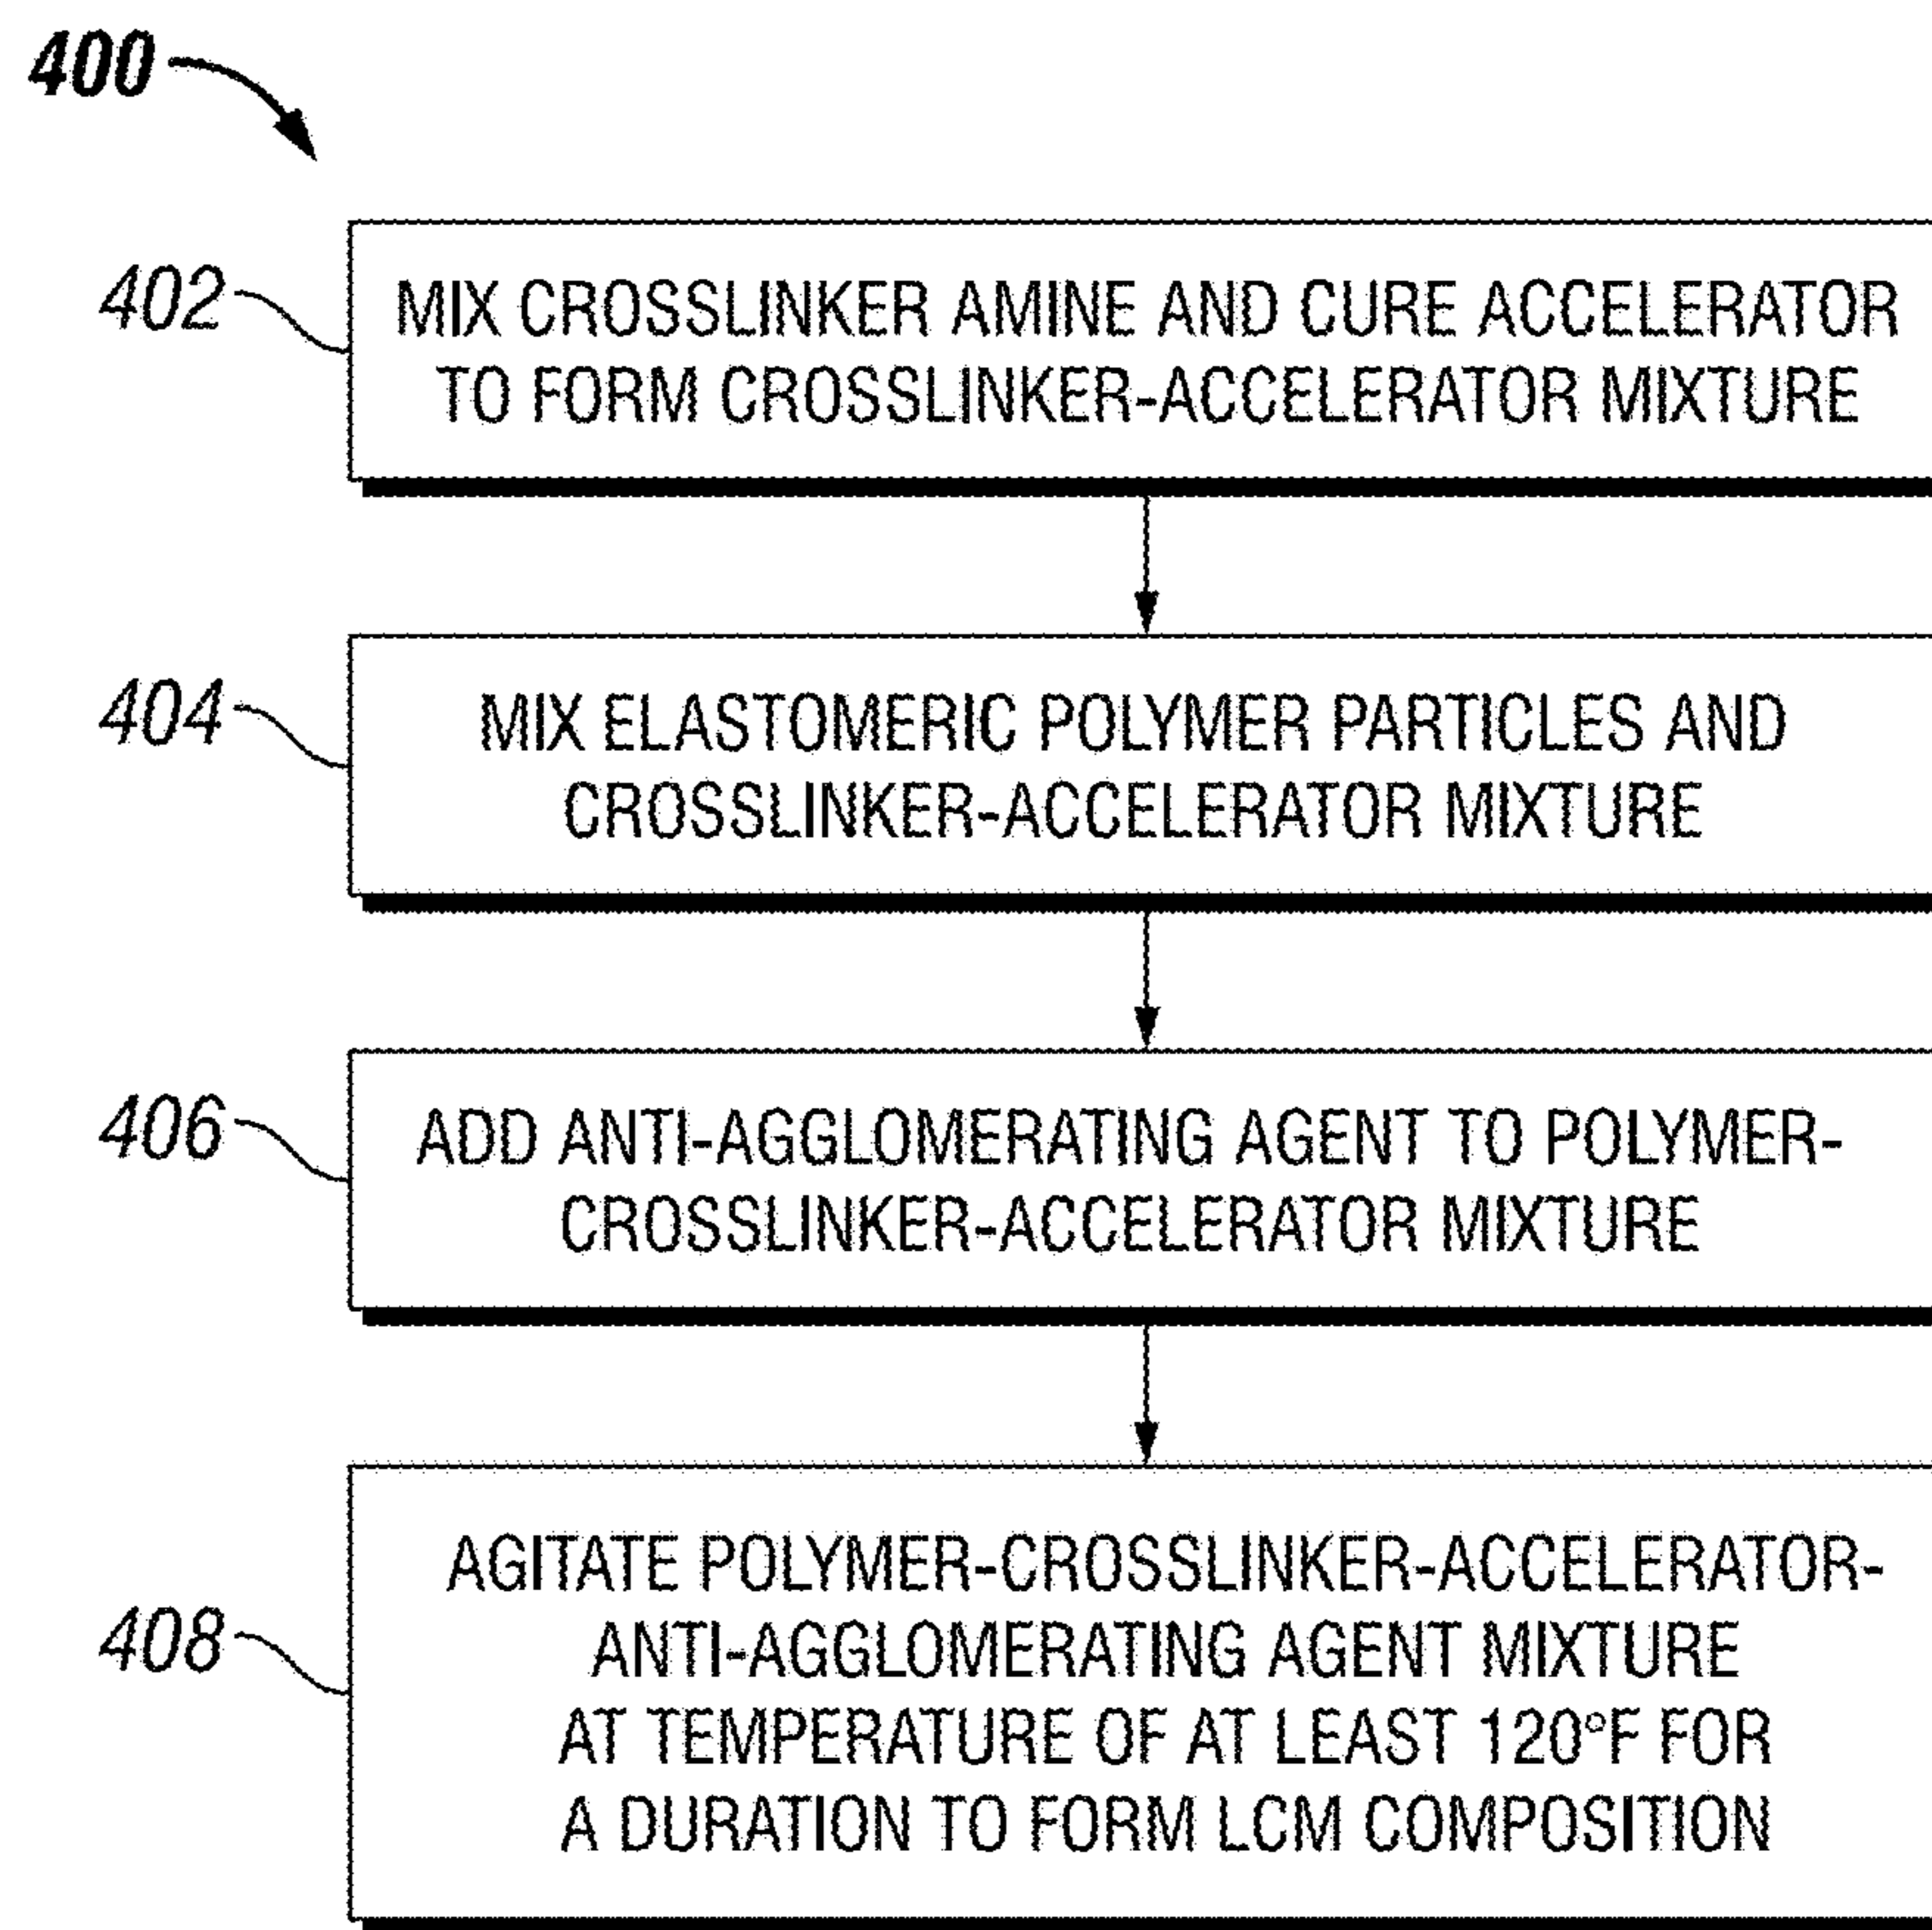 400
402
MIX CROSSLINKER AMINE AND CURE ACCELERATOR
TO FORM CROSSLINKER-ACCELERATOR MIXTURE
404
MIX ELASTOMERIC POLYMER PARTICLES AND
CROSSLINKER-ACCELERATOR MIXTURE
406
ADD ANTI-AGGLOMERATING AGENT TO POLYMER-
CROSSLINKER-ACCELERATOR MIXTURE
408
AGITATE POLYMER-CROSSLINKER-ACCELERATOR-
ANTI-AGGLOMERATING AGENT MIXTURE
AT TEMPERATURE OF AT LEAST 120°F FOR
A DURATION TO FORM LCM COMPOSITION